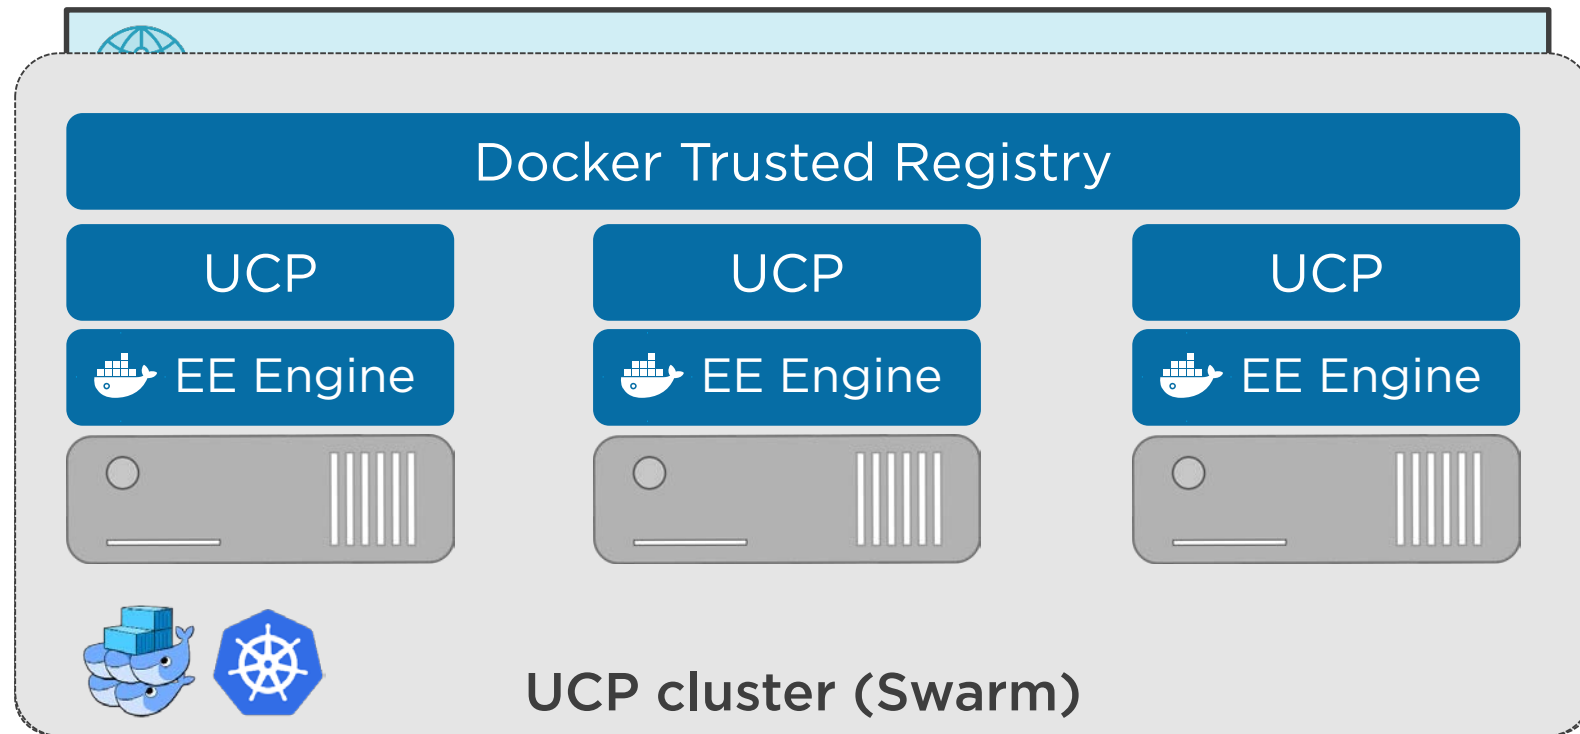 Docker Trusted Registry
UCP
UCP
UCP
EE Engine
EE Engine
EE Engine
UCP cluster (Swarm)